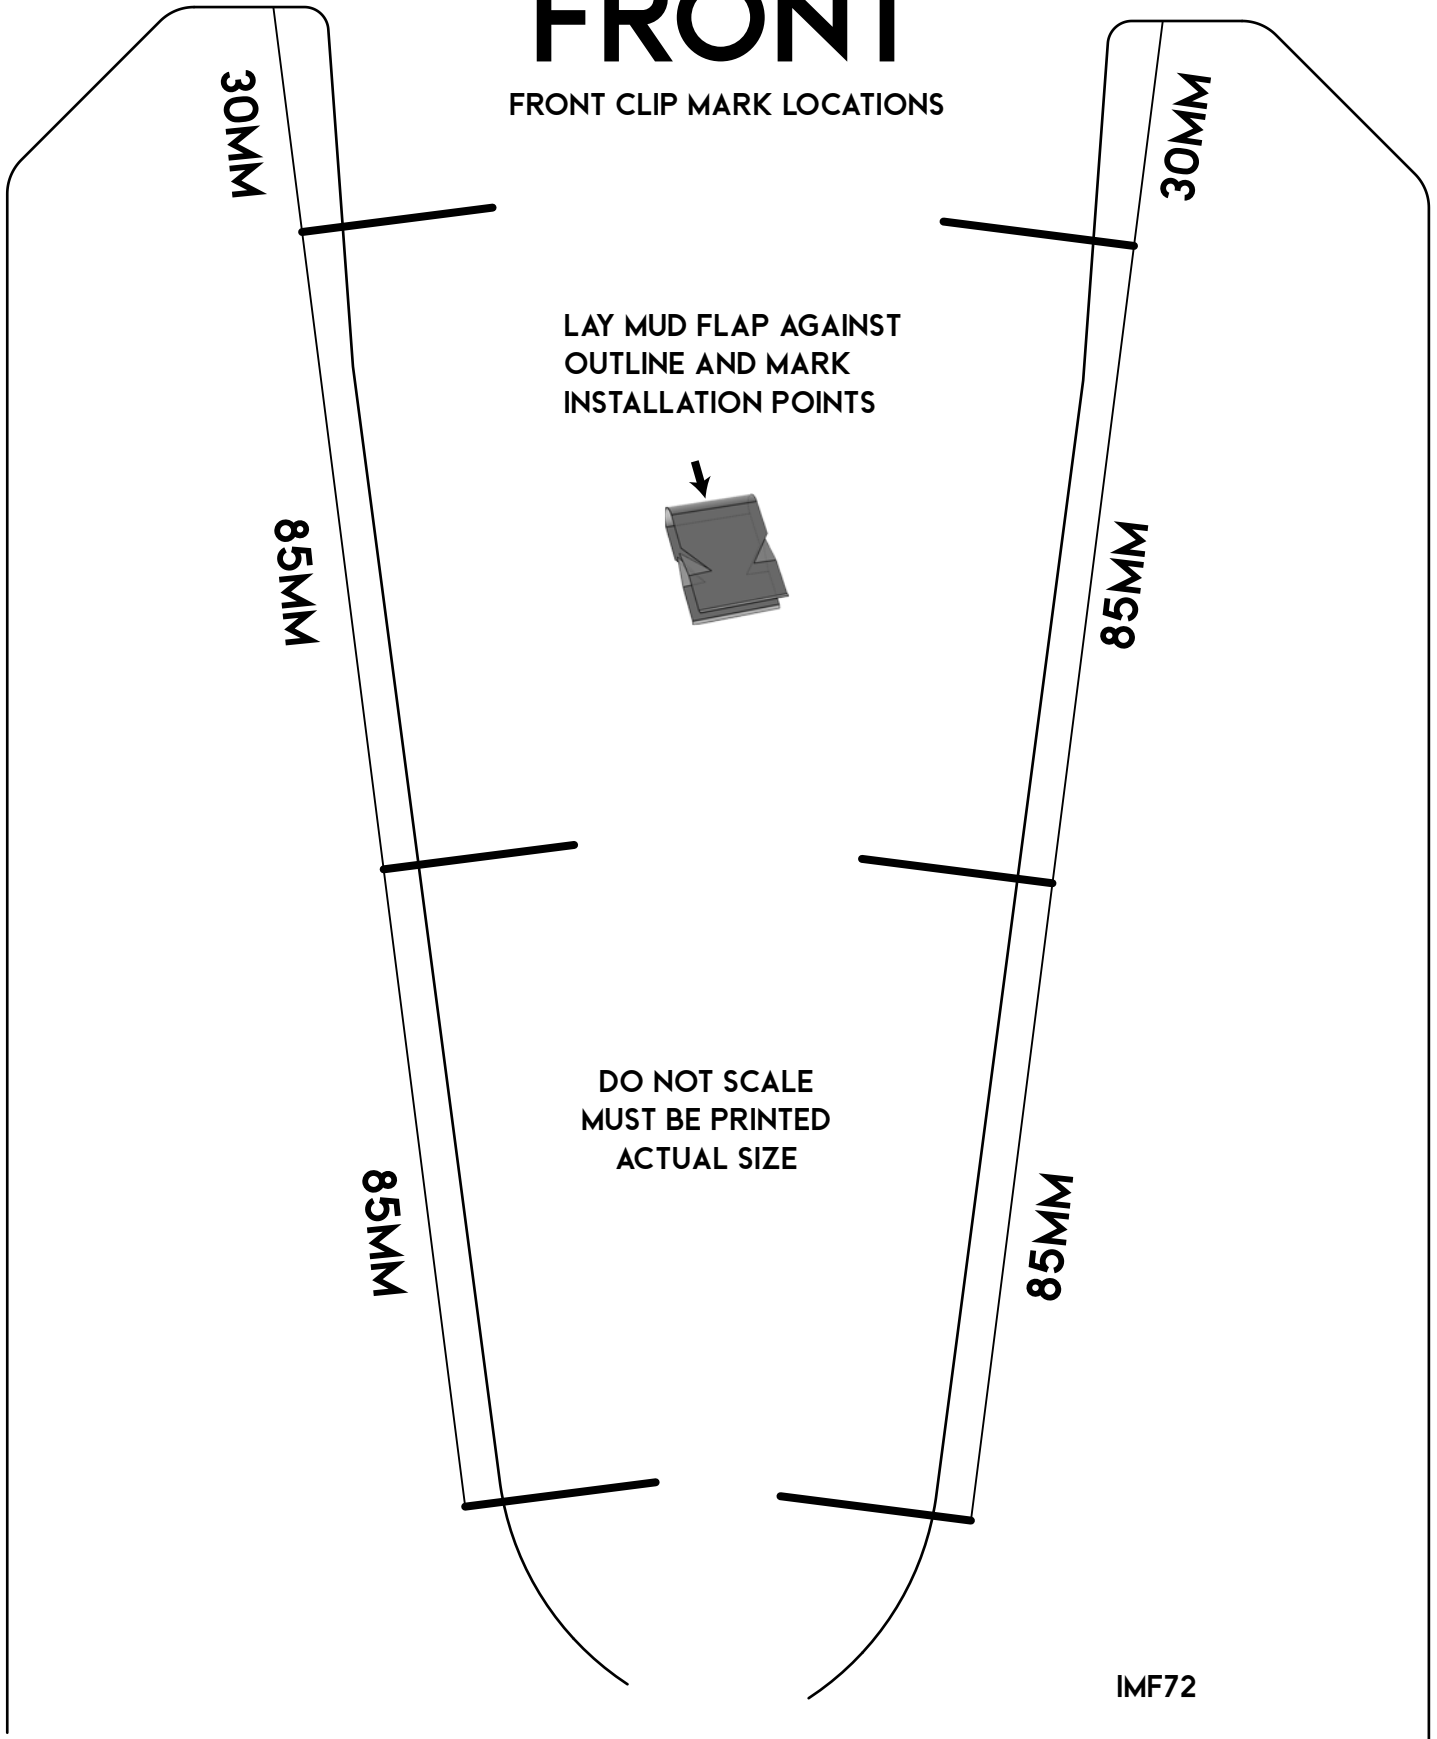 FRONT
FRONT CLIP MARK LOCATIONS
30MM
30MM
LAY MUD FLAP AGAINST
OUTLINE AND MARK
INSTALLATION POINTS
85MM
85MM
DO NOT SCALE
MUST BE PRINTED
ACTUAL SIZE
85MM
85MM
IMF72